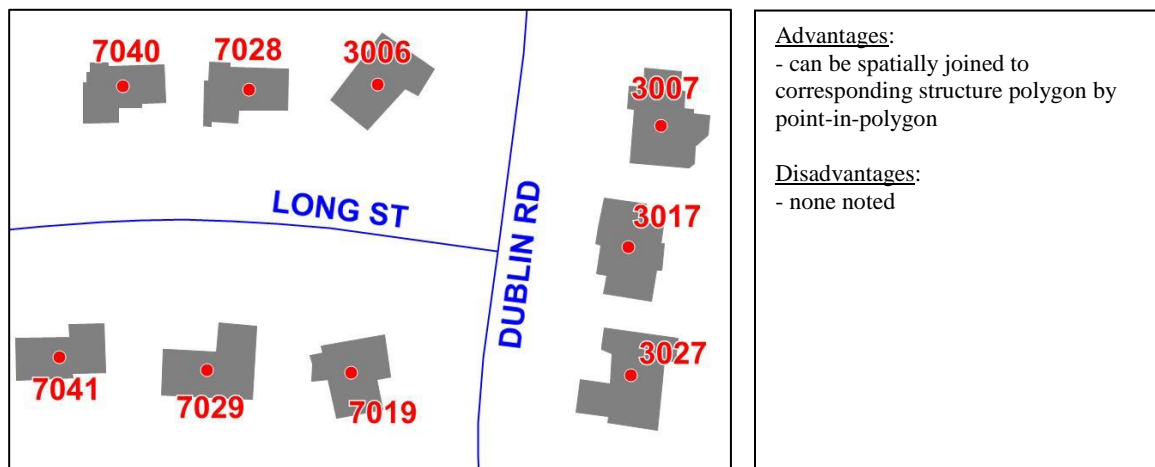 7040
7028
3006
3007
LONG ST
DUBLIN RD
3017
7041
7029
7019
3027
Advantages:
- can be spatially joined to
corresponding structure polygon by
point-in-polygon
Disadvantages:
- none noted